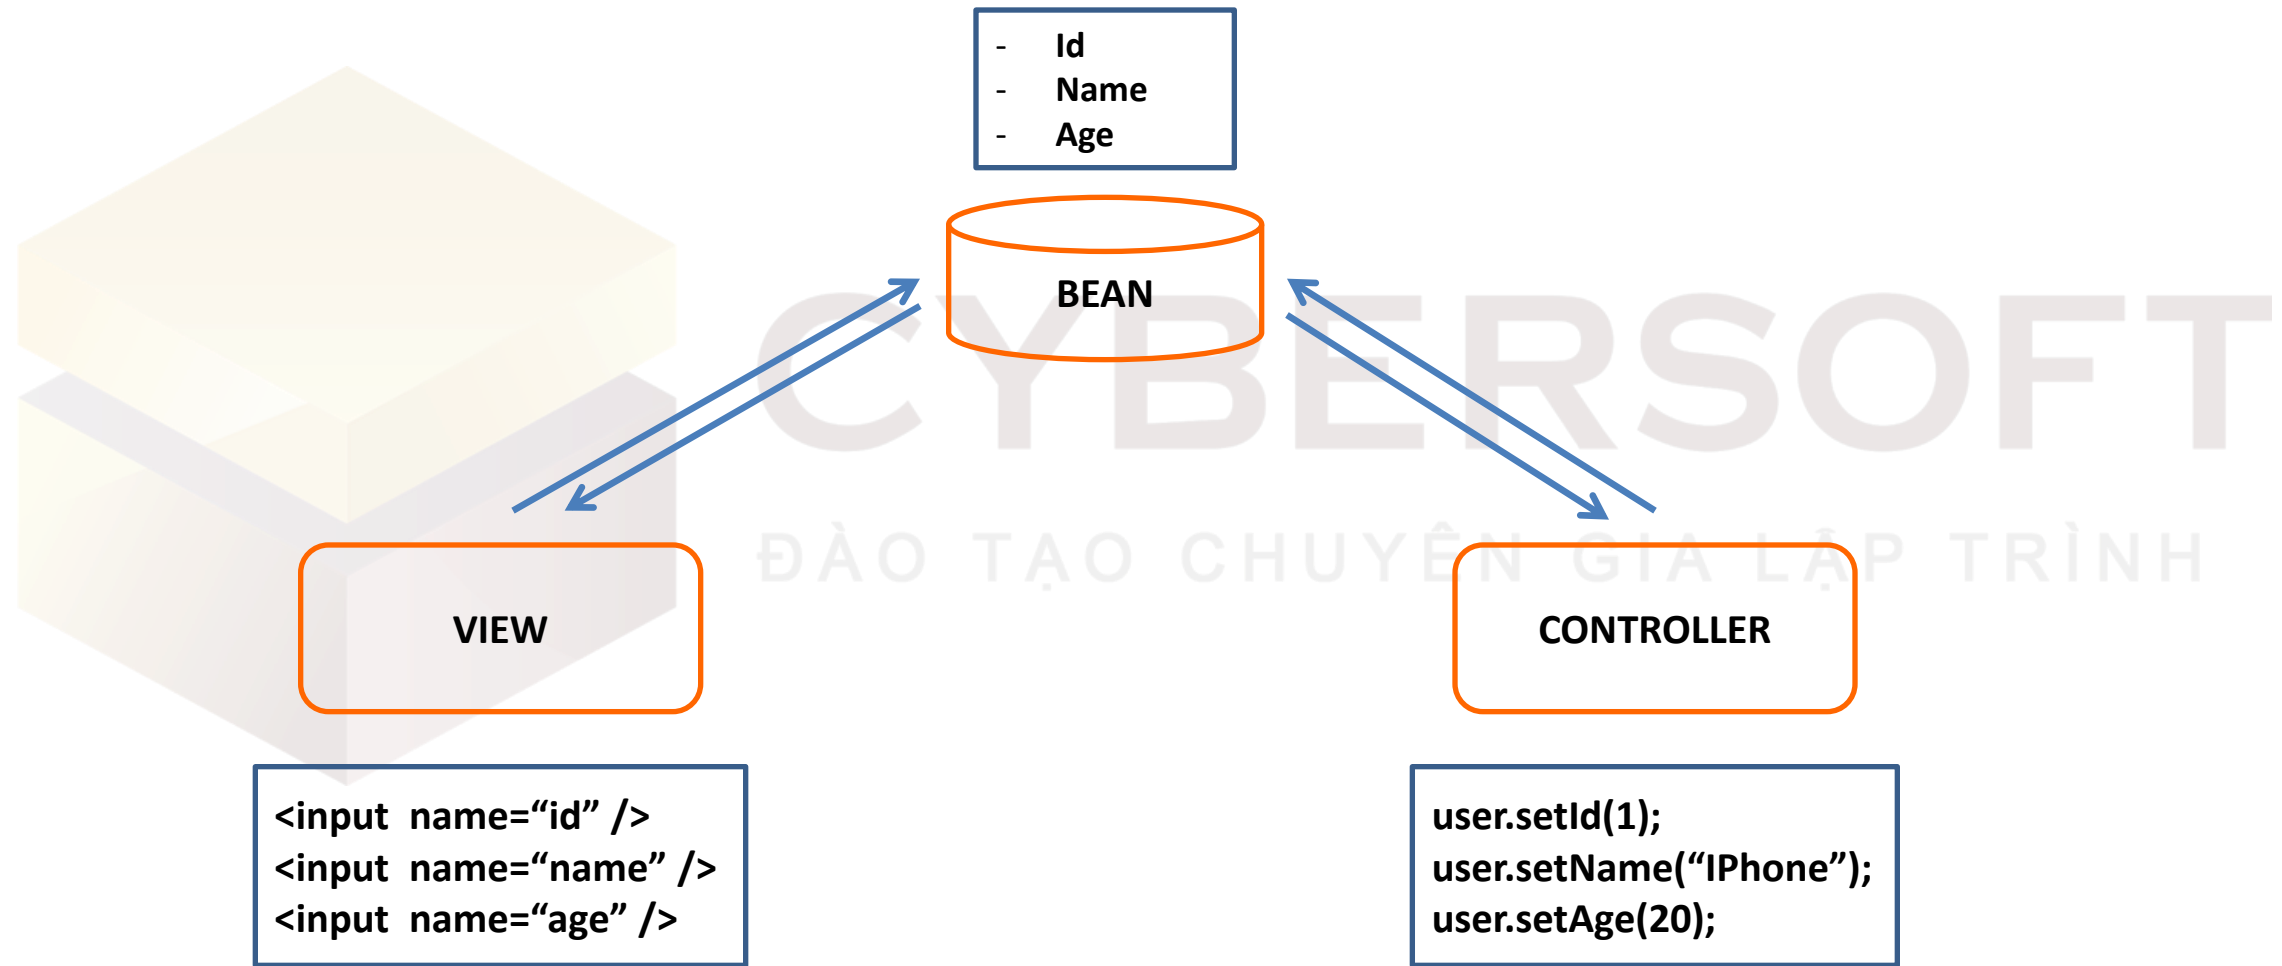 - Id
- Name
- Age
BEAN
CYBERSOFT
ĐÀO TẠO CHUYÊN GIA LẬP TRÌNH
VIEW
CONTROLLER
<input name=“id” />
<input name=“name” />
<input name=“age” />
user.setId(1);
user.setName(“IPhone”);
user.setAge(20);